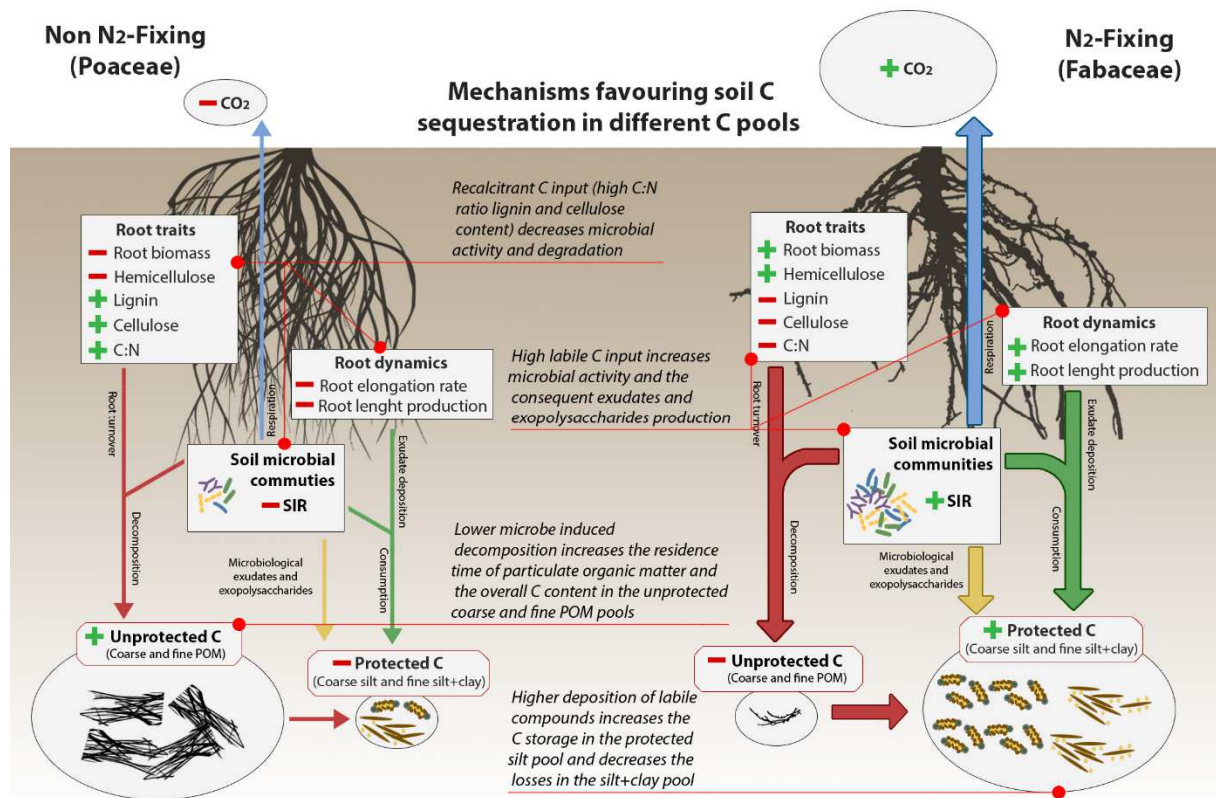 Non N2-Fixing
(Poaceae)
CO2
Mechanisms favouring soil C
sequestration in different C pools
CO2
N2-Fixing
(Fabaceae)
Root traits
Root biomass
Hemicellulose
Lignin
Cellulose
C:N
Recalcitrant C input (high C:N
ratio lignin and cellulose
content) decreases microbial
activity and degradation
Root dynamics
Root elongation rate
Root lenght production
Respiration
Root turnover
Soil microbial
commuties
SIR
Exudate deposition
Decomposition
Consumption
Microbiological
exudates and
exopolysaccharides
Unprotected C
(Coarse and fine POM)
Protected C
(Coarse silt and fine silt+clay)
High labile C input increases
microbial activity and the
consequent exudates and
exopolysaccharides production
Lower microbe induced
decomposition increases the residence
time of particulate organic matter and
the overall C content in the unprotected
coarse and fine POM pools
Higher deposition of labile
compounds increases the
C storage in the protected
silt pool and decreases the
losses in the silt+clay pool
Root traits
Root biomass
Hemicellulose
Lignin
Cellulose
C:N
Root dynamics
Root elongation rate
Root lenght production
Respiration
Root turnover
Soil microbial
communities
SIR
Exudate deposition
Decomposition
Consumption
Microbiological
exudates and
exopolysaccharides
Unprotected C
(Coarse and fine POM)
Protected C
(Coarse silt and fine silt+clay)